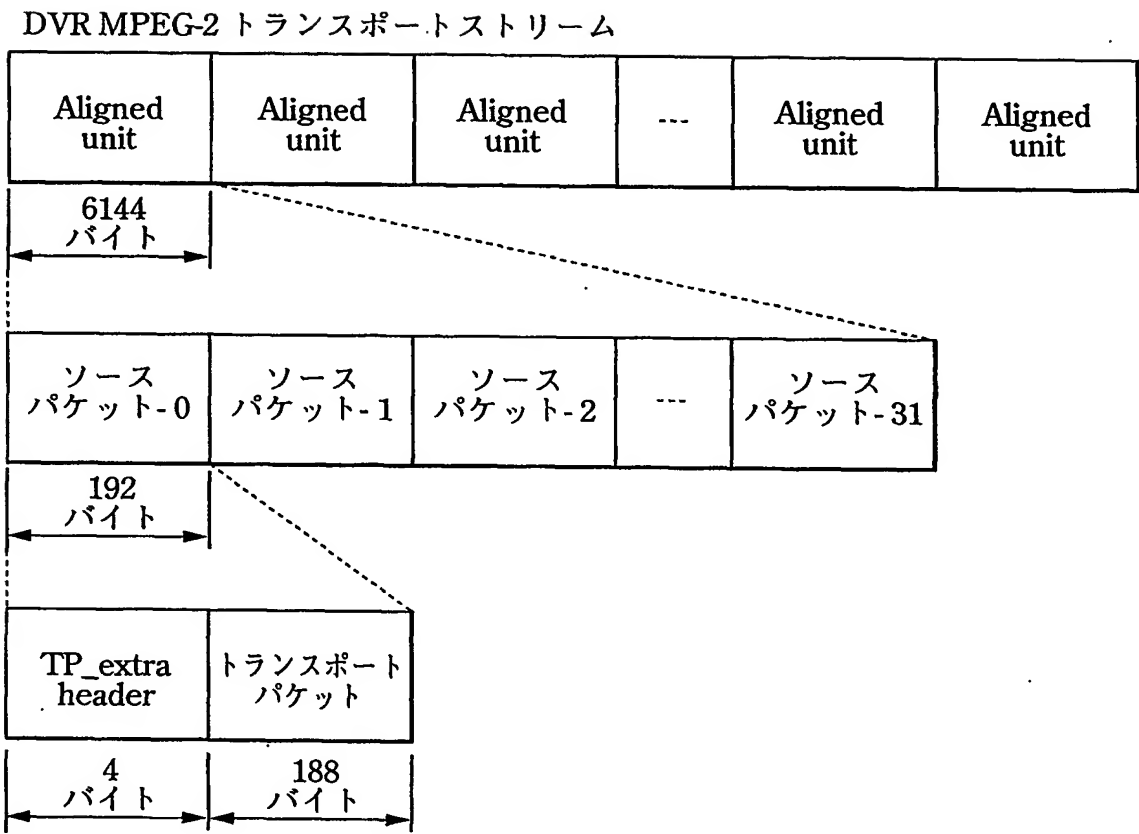 DVR MPEG-2 トランスポートストリーム
Aligned
unit
Aligned
unit
Aligned
unit
---
Aligned
unit
Aligned
unit
6144
バイト
ソース
パケット-0
ソース
パケット-1
ソース
パケット-2
---
ソース
パケット-31
192
バイト
TP_extra
header
トランスポート
パケット
4
バイト
188
バイト